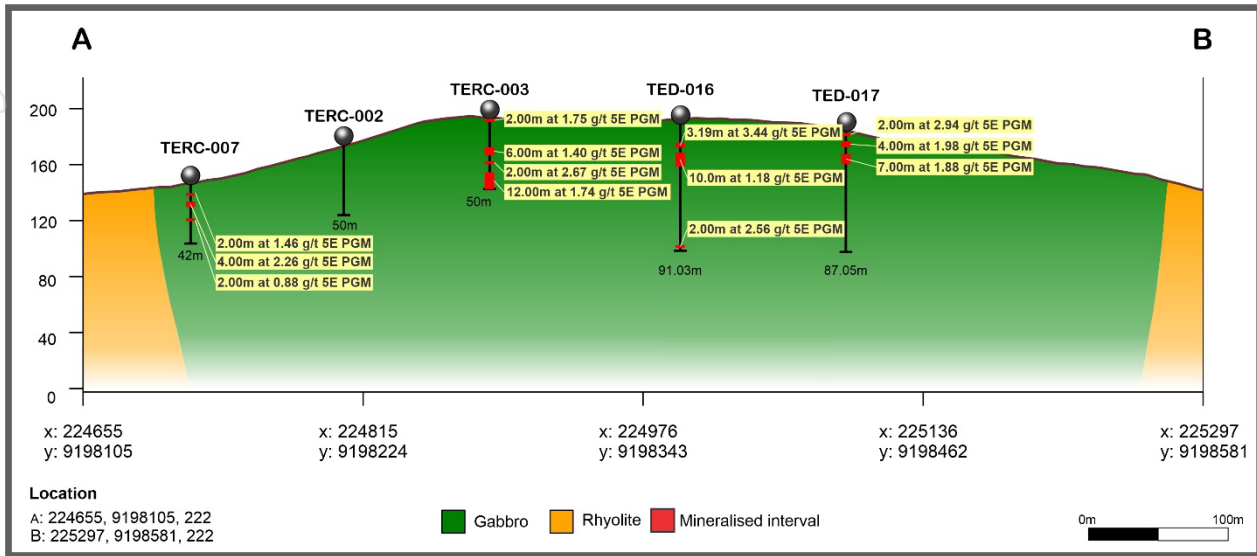 A
B
TERC-003
TED-016
TED-017
TERC-002
TERC-007
200
160
120
80
40
0
2.00m at 1.75 g/t 5E PGM
6.00m at 1.40 g/t 5E PGM
2.00m at 2.67 g/t 5E PGM
12.00m at 1.74 g/t 5E PGM
50m
3.19m at 3.44 g/t 5E PGM
10.0m at 1.18 g/t 5E PGM
2.00m at 2.56 g/t 5E PGM
91.03m
2.00m at 2.94 g/t 5E PGM
4.00m at 1.98 g/t 5E PGM
7.00m at 1.88 g/t 5E PGM
87.05m
50m
2.00m at 1.46 g/t 5E PGM
4.00m at 2.26 g/t 5E PGM
2.00m at 0.88 g/t 5E PGM
42m
x: 224655
y: 9198105
x: 224815
y: 9198224
x: 224976
y: 9198343
x: 225136
y: 9198462
x: 225297
y: 9198581
Location
A: 224655, 9198105, 222
B: 225297, 9198581, 222
Gabbro
Rhyolite
Mineralised interval
0m
100m